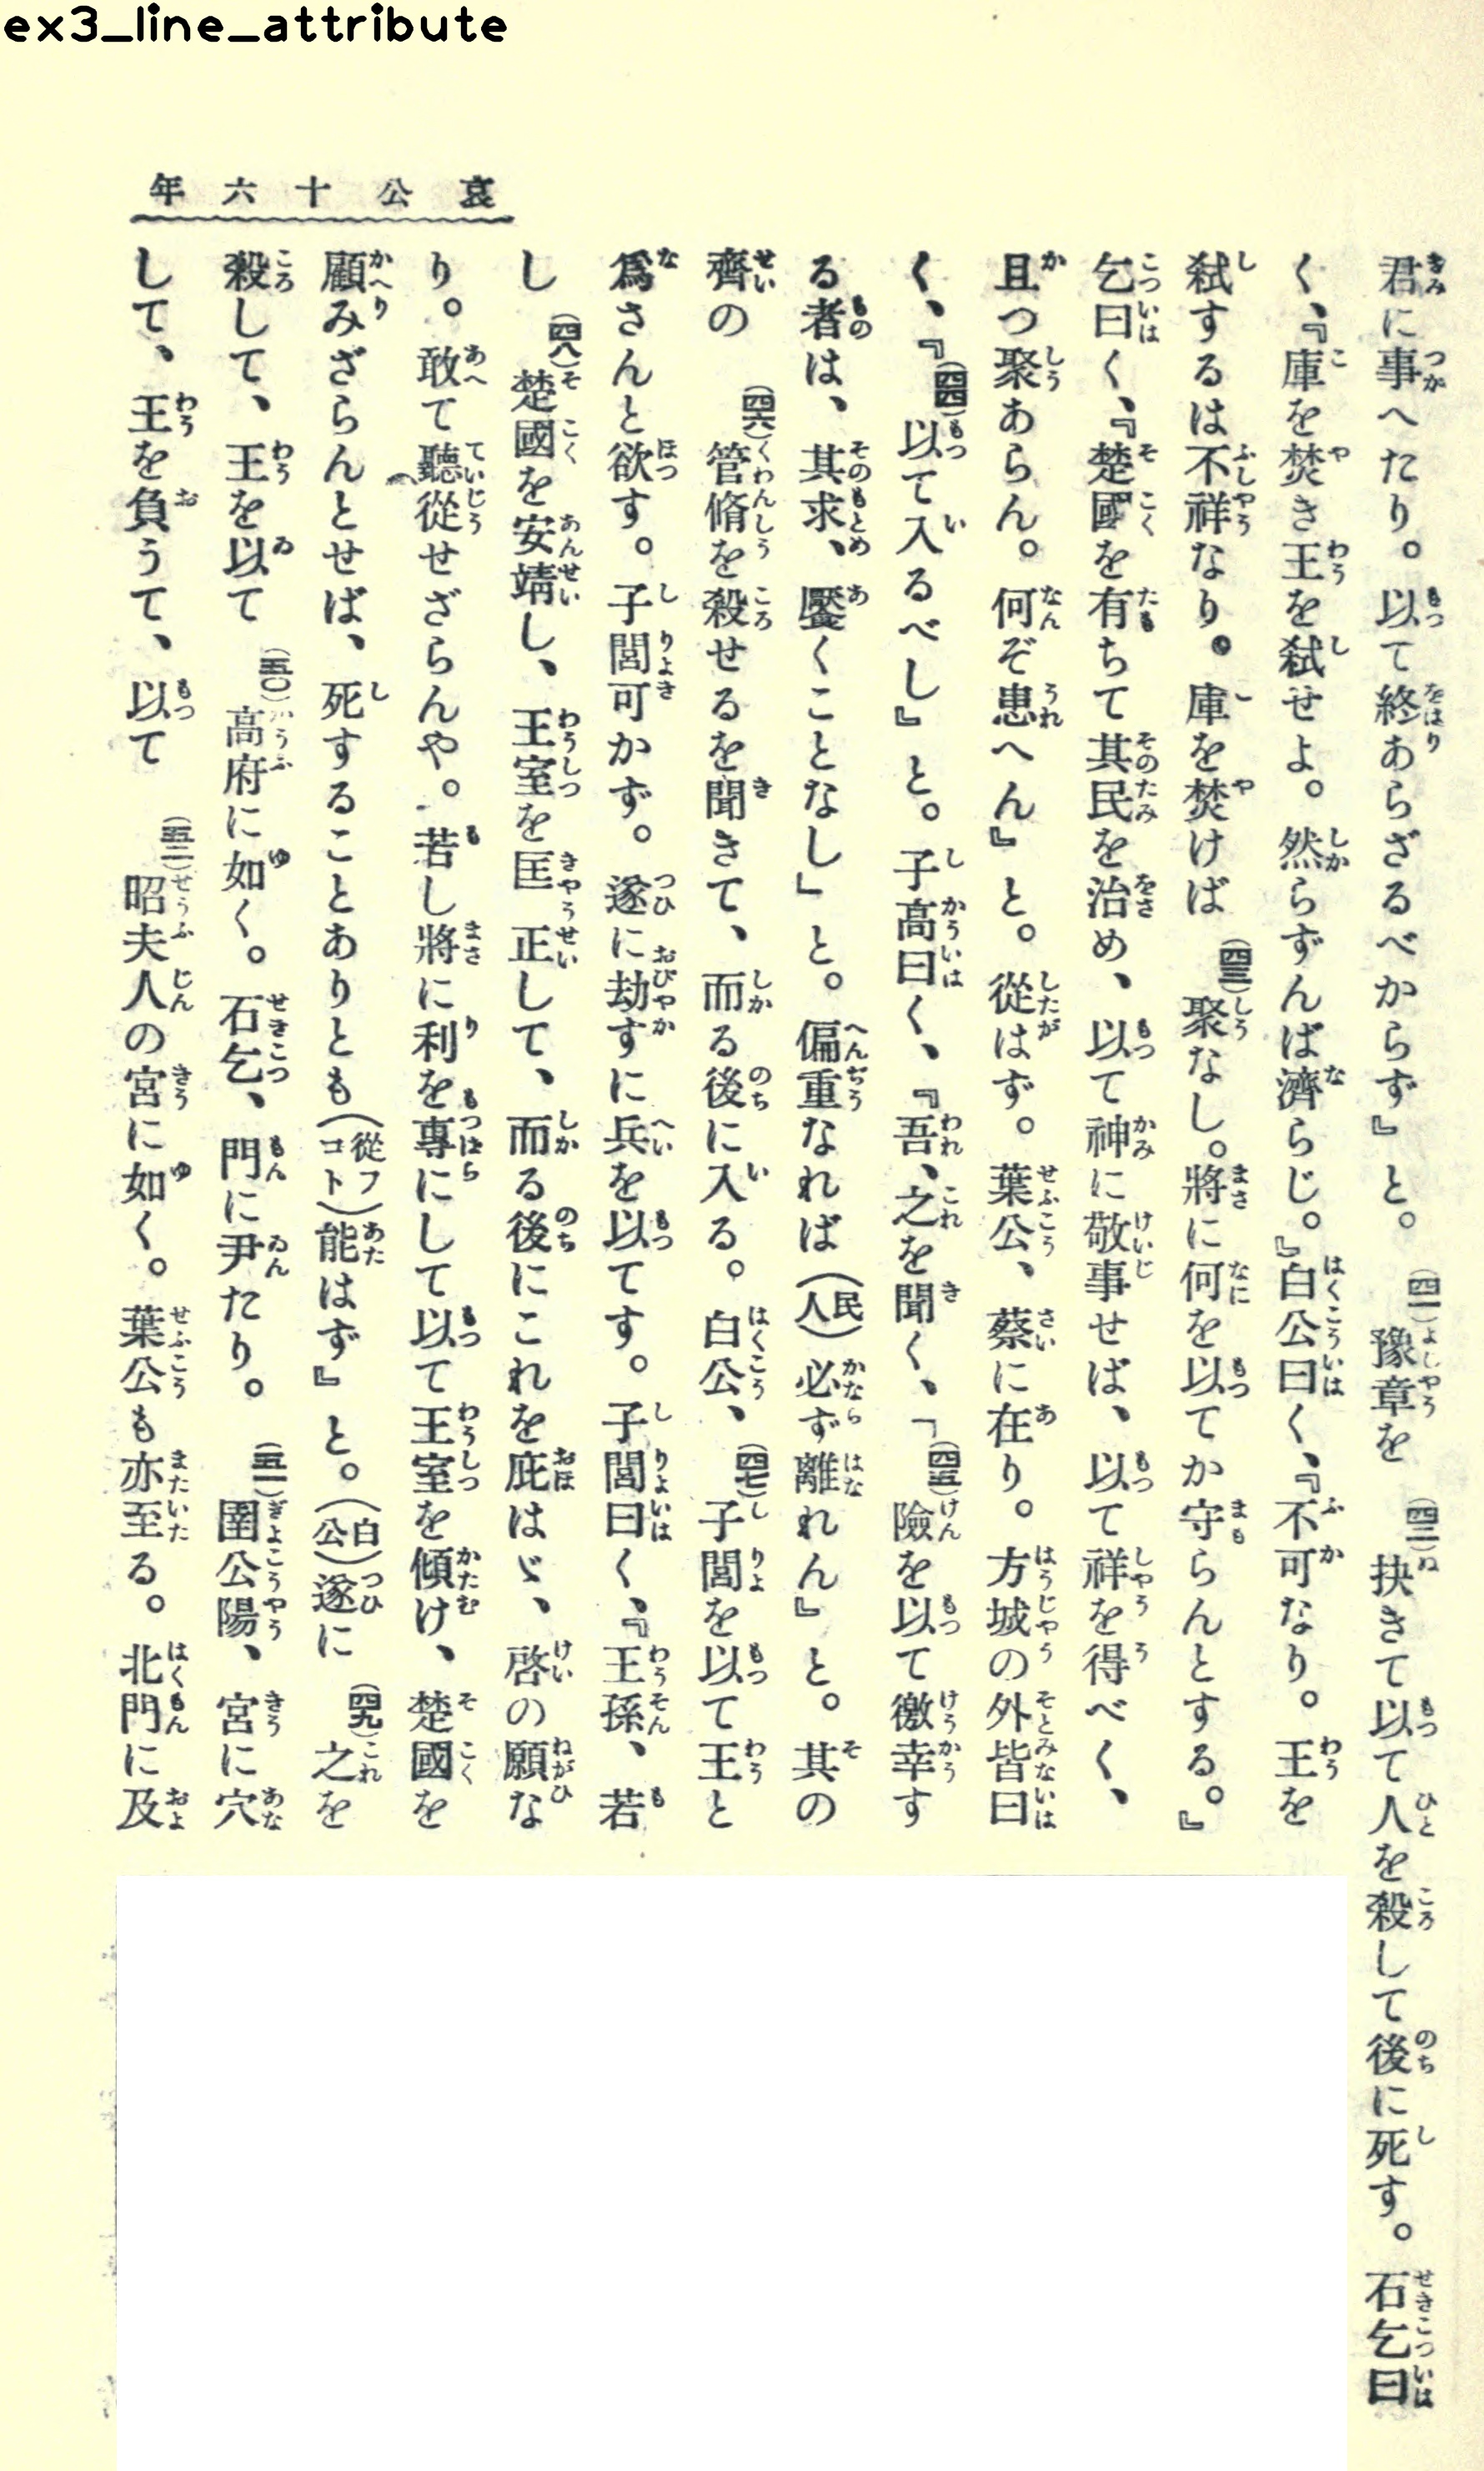 ex3_line_attribute
哀公十六年
君に事へたり。以て終あらざるべからず』と。(四一)豫章を(四二)抉きて以て人を殺して後に死す。石乞曰
く、『庫を焚き王を弑せよ。然らずんば濟らじ。』白公曰く、『不可なり。王を
弑するは不祥なり。庫を焚けば(四三)聚なし。將に何を以てか守らんとする。』
乞曰く、『楚國を有ちて其民を治め、以て神に敬事せば、以て祥を得べく、
且つ聚あらん。何ぞ患へん』と。從はず。葉公、蔡に在り。方城の外皆曰
く、『(四四)以て入るべし』と。子高曰く、『吾、之を聞く、「(四五)險を以て徼幸す
る者は、其求、饜くことなし」と。偏重なれば(民人)必ず離れん』と。其の
齊の(四六)管脩を殺せるを聞きて、而る後に入る。白公、(四七)子閭を以て王と
爲さんと欲す。子閭可かず。遂に劫すに兵を以てす。子閭曰く、『王孫、若
し(四八)楚國を安靖し、王室を匡正して、而る後にこれを庇はゞ、啓の願な
り。敢て聽從せざらんや。若し將に利を專にして以て王室を傾け、楚國を
顧みざらんとせば、死することありとも(從フコト)能はず』と。(白公)遂に(四九)之を
殺して、王を以て(五〇)高府に如く。石乞、門に尹たり。(五一)圉公陽、宮に穴
して、王を負うて、以て(五二)昭夫人の宮に如く。葉公も亦至る。北門に及